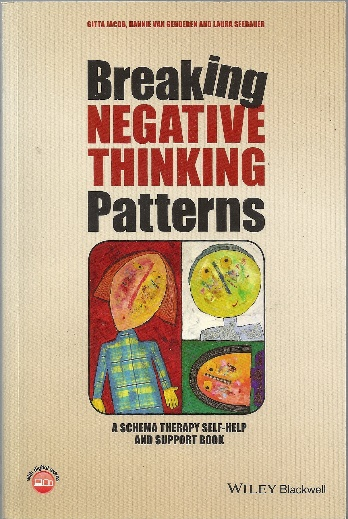 GITTA JACOB, HANNIE VAN GENDEREN AND LAURA SEEBAUER
Breaking
NEGATIVE
THINKING
Patterns
A SCHEMA THERAPY SELF-HELP
AND SUPPORT BOOK
WILEY Blackwell